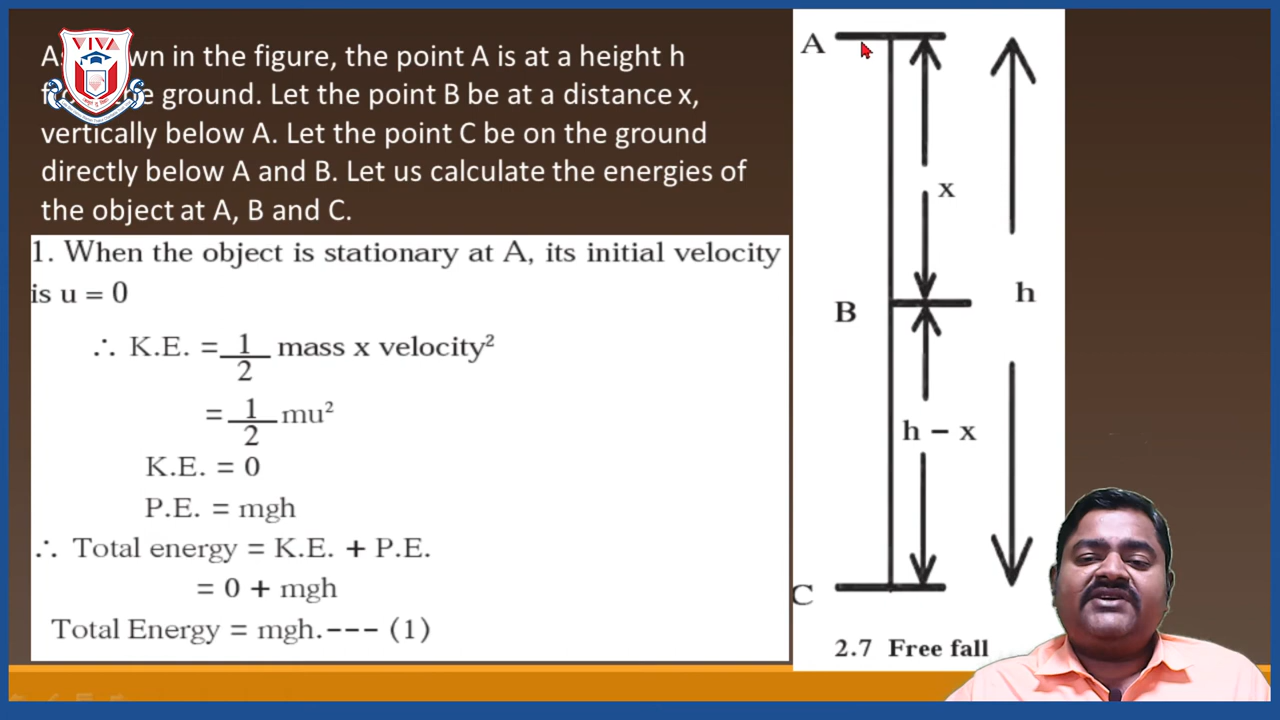 VIVA
As wn in the figure, the point A is at a height h
the ground. Let the point B be at a distance x,
vertically below A. Let the point C be on the ground
directly below A and B. Let us calculate the energies of
the object at A, B and C.
1. When the object is stationary at A, its initial velocity
is u = 0
∴ K.E. = 1/2 mass x velocity²
= 1/2 mu²
K.E. = 0
P.E. = mgh
∴ Total energy = K.E. + P.E.
= 0 + mgh
Total Energy = mgh.--- (1)
A
x
B
h
h – x
C
2.7 Free fall